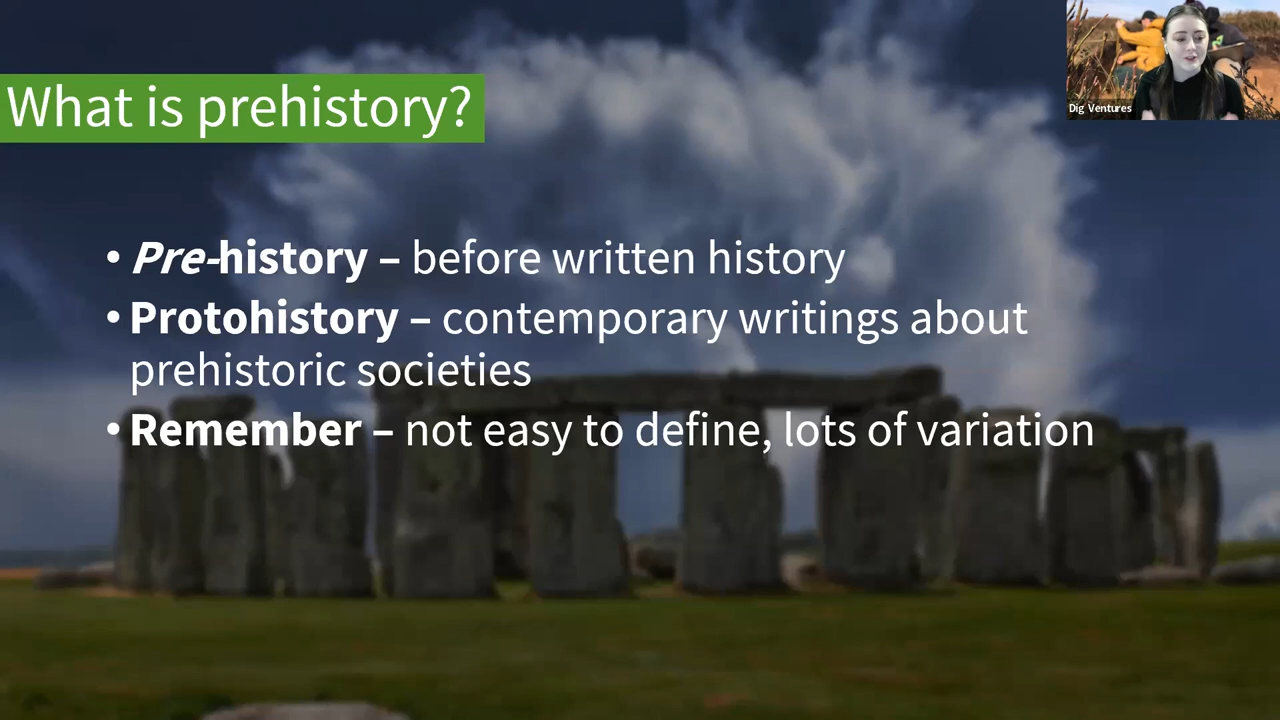 What is prehistory?
Dig Ventures
• Pre-history – before written history
• Protohistory – contemporary writings about
prehistoric societies
• Remember – not easy to define, lots of variation